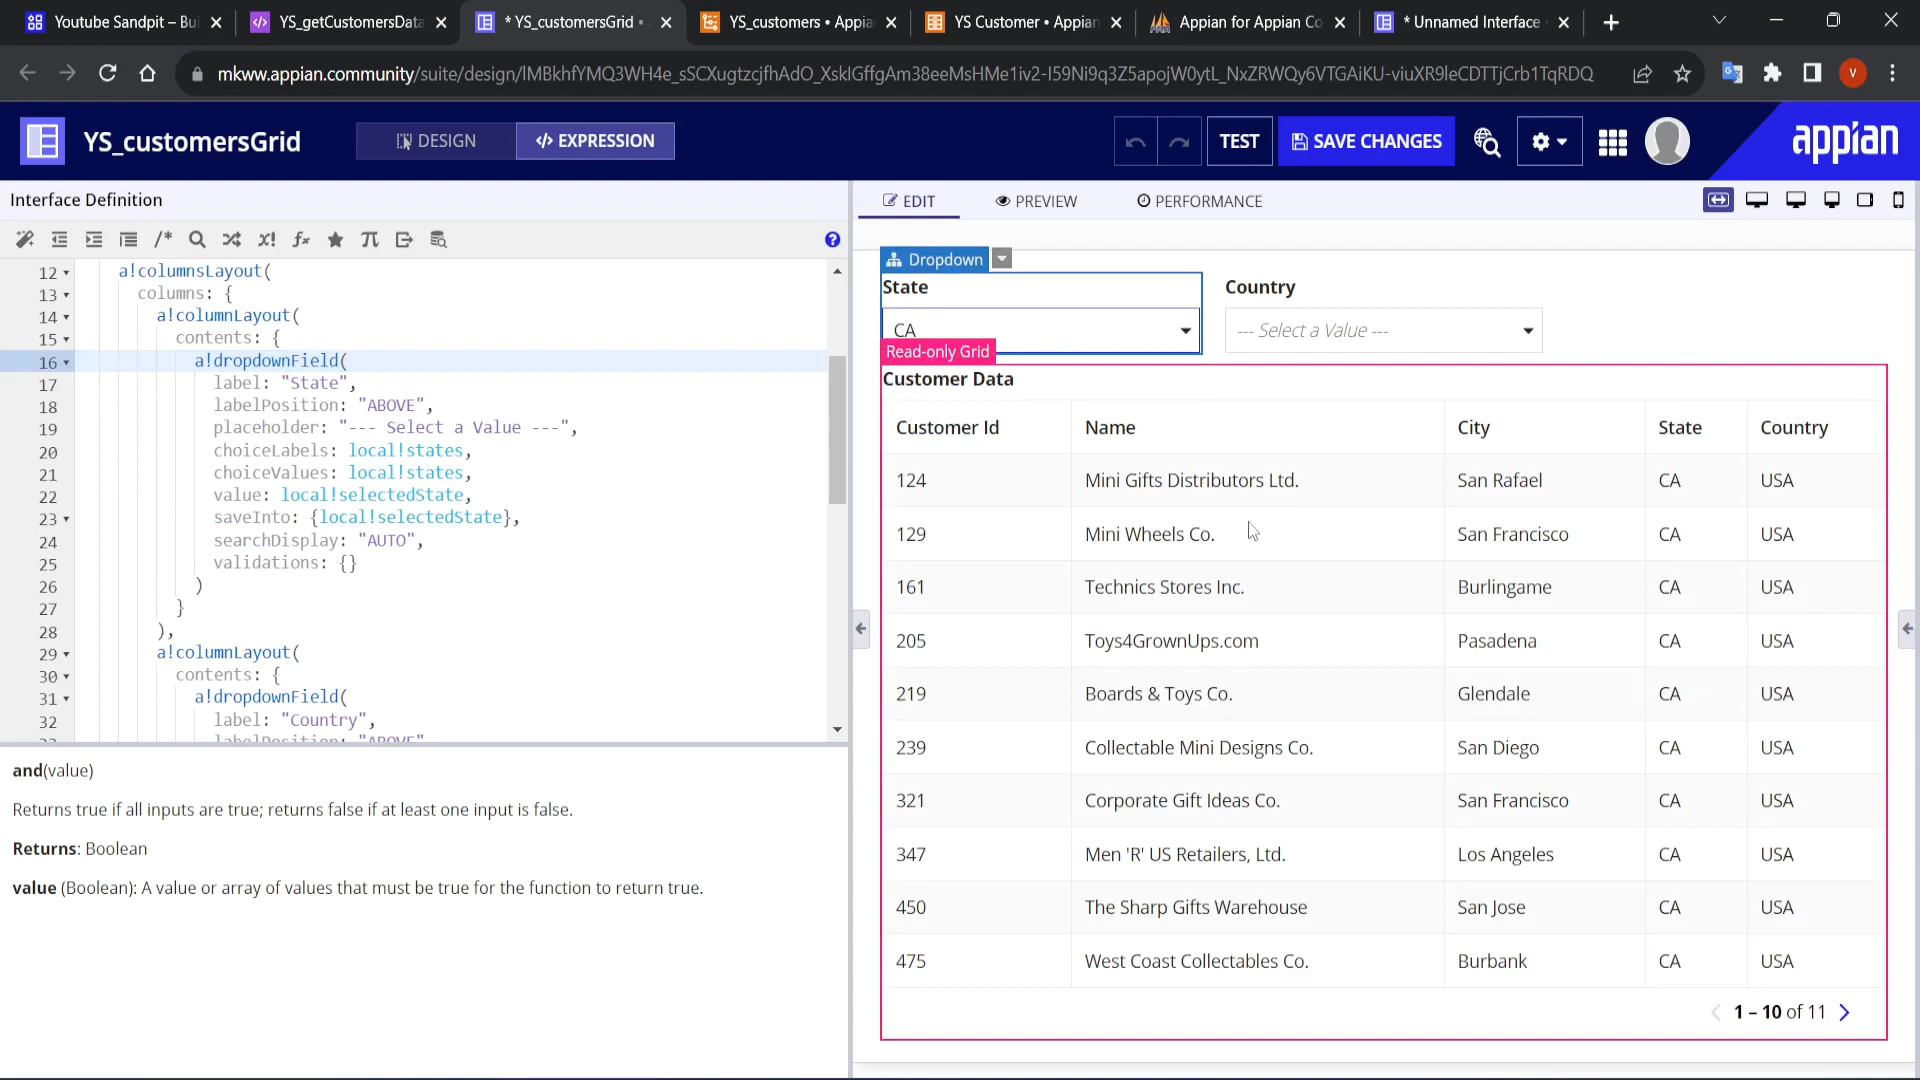 Youtube Sandpit – Bui
YS_getCustomersData
* YS_customersGrid •
YS_customers • Appia
YS Customer • Appian
Appian for Appian Co
* Unnamed Interface
mkww.appian.community/suite/design/lMBkhfYMQ3WH4e_sSCXugtzcjfhAdO_XsklGffgAm38eeMsHMe1iv2-I59Ni9q3Z5apojW0ytL_NxZRWQy6VTGAiKU-viuXR9leCDTTjCrb1TqRDQ
V
YS_customersGrid
DESIGN
</> EXPRESSION
TEST
SAVE CHANGES
appian
Interface Definition
EDIT
PREVIEW
PERFORMANCE
12 a!columnsLayout(
13 columns: {
14 a!columnLayout(
15 contents: {
16 a!dropdownField(
17 label: "State",
18 labelPosition: "ABOVE",
19 placeholder: "--- Select a Value ---",
20 choiceLabels: local!states,
21 choiceValues: local!states,
22 value: local!selectedState,
23 saveInto: {local!selectedState},
24 searchDisplay: "AUTO",
25 validations: {}
26 )
27 }
28 ),
29 a!columnLayout(
30 contents: {
31 a!dropdownField(
32 label: "Country",
labelPosition: "ABOVE"
and(value)
Returns true if all inputs are true; returns false if at least one input is false.
Returns: Boolean
value (Boolean): A value or array of values that must be true for the function to return true.
Dropdown
State
Country
CA
--- Select a Value ---
Read-only Grid
Customer Data
Customer Id Name City State Country
124 Mini Gifts Distributors Ltd. San Rafael CA USA
129 Mini Wheels Co. San Francisco CA USA
161 Technics Stores Inc. Burlingame CA USA
205 Toys4GrownUps.com Pasadena CA USA
219 Boards & Toys Co. Glendale CA USA
239 Collectable Mini Designs Co. San Diego CA USA
321 Corporate Gift Ideas Co. San Francisco CA USA
347 Men 'R' US Retailers, Ltd. Los Angeles CA USA
450 The Sharp Gifts Warehouse San Jose CA USA
475 West Coast Collectables Co. Burbank CA USA
1 – 10 of 11